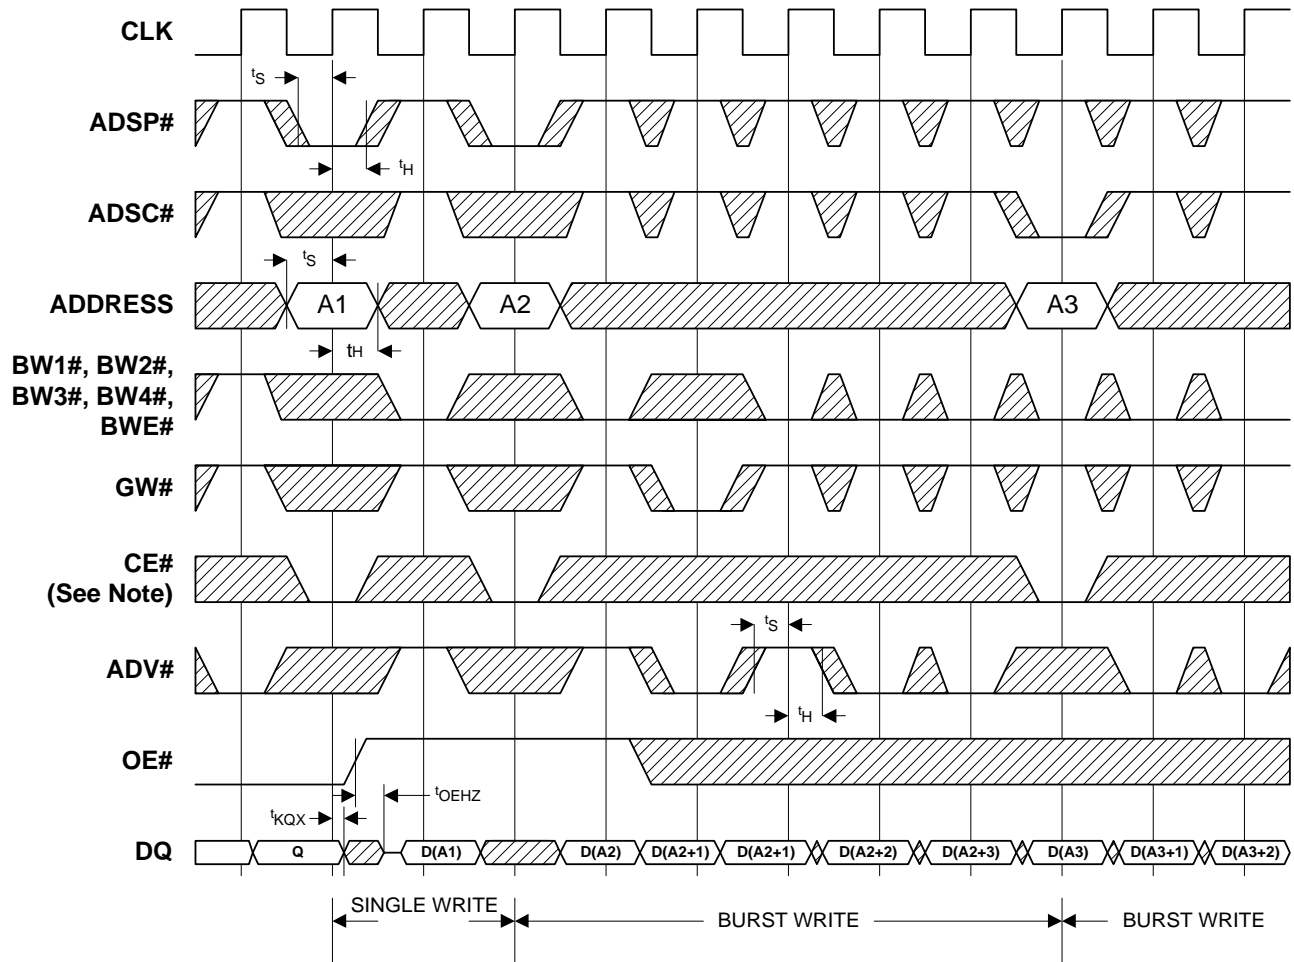 CLK
tS
ADSP#
tH
ADSC#
tS
ADDRESS
A1
A2
A3
tH
BW1#, BW2#,
BW3#, BW4#,
BWE#
GW#
CE#
(See Note)
tS
ADV#
tH
OE#
tOEHZ
tKQX
DQ
Q
D(A1)
D(A2)
D(A2+1)
D(A2+1)
D(A2+2)
D(A2+3)
D(A3)
D(A3+1)
D(A3+2)
SINGLE WRITE
BURST WRITE
BURST WRITE